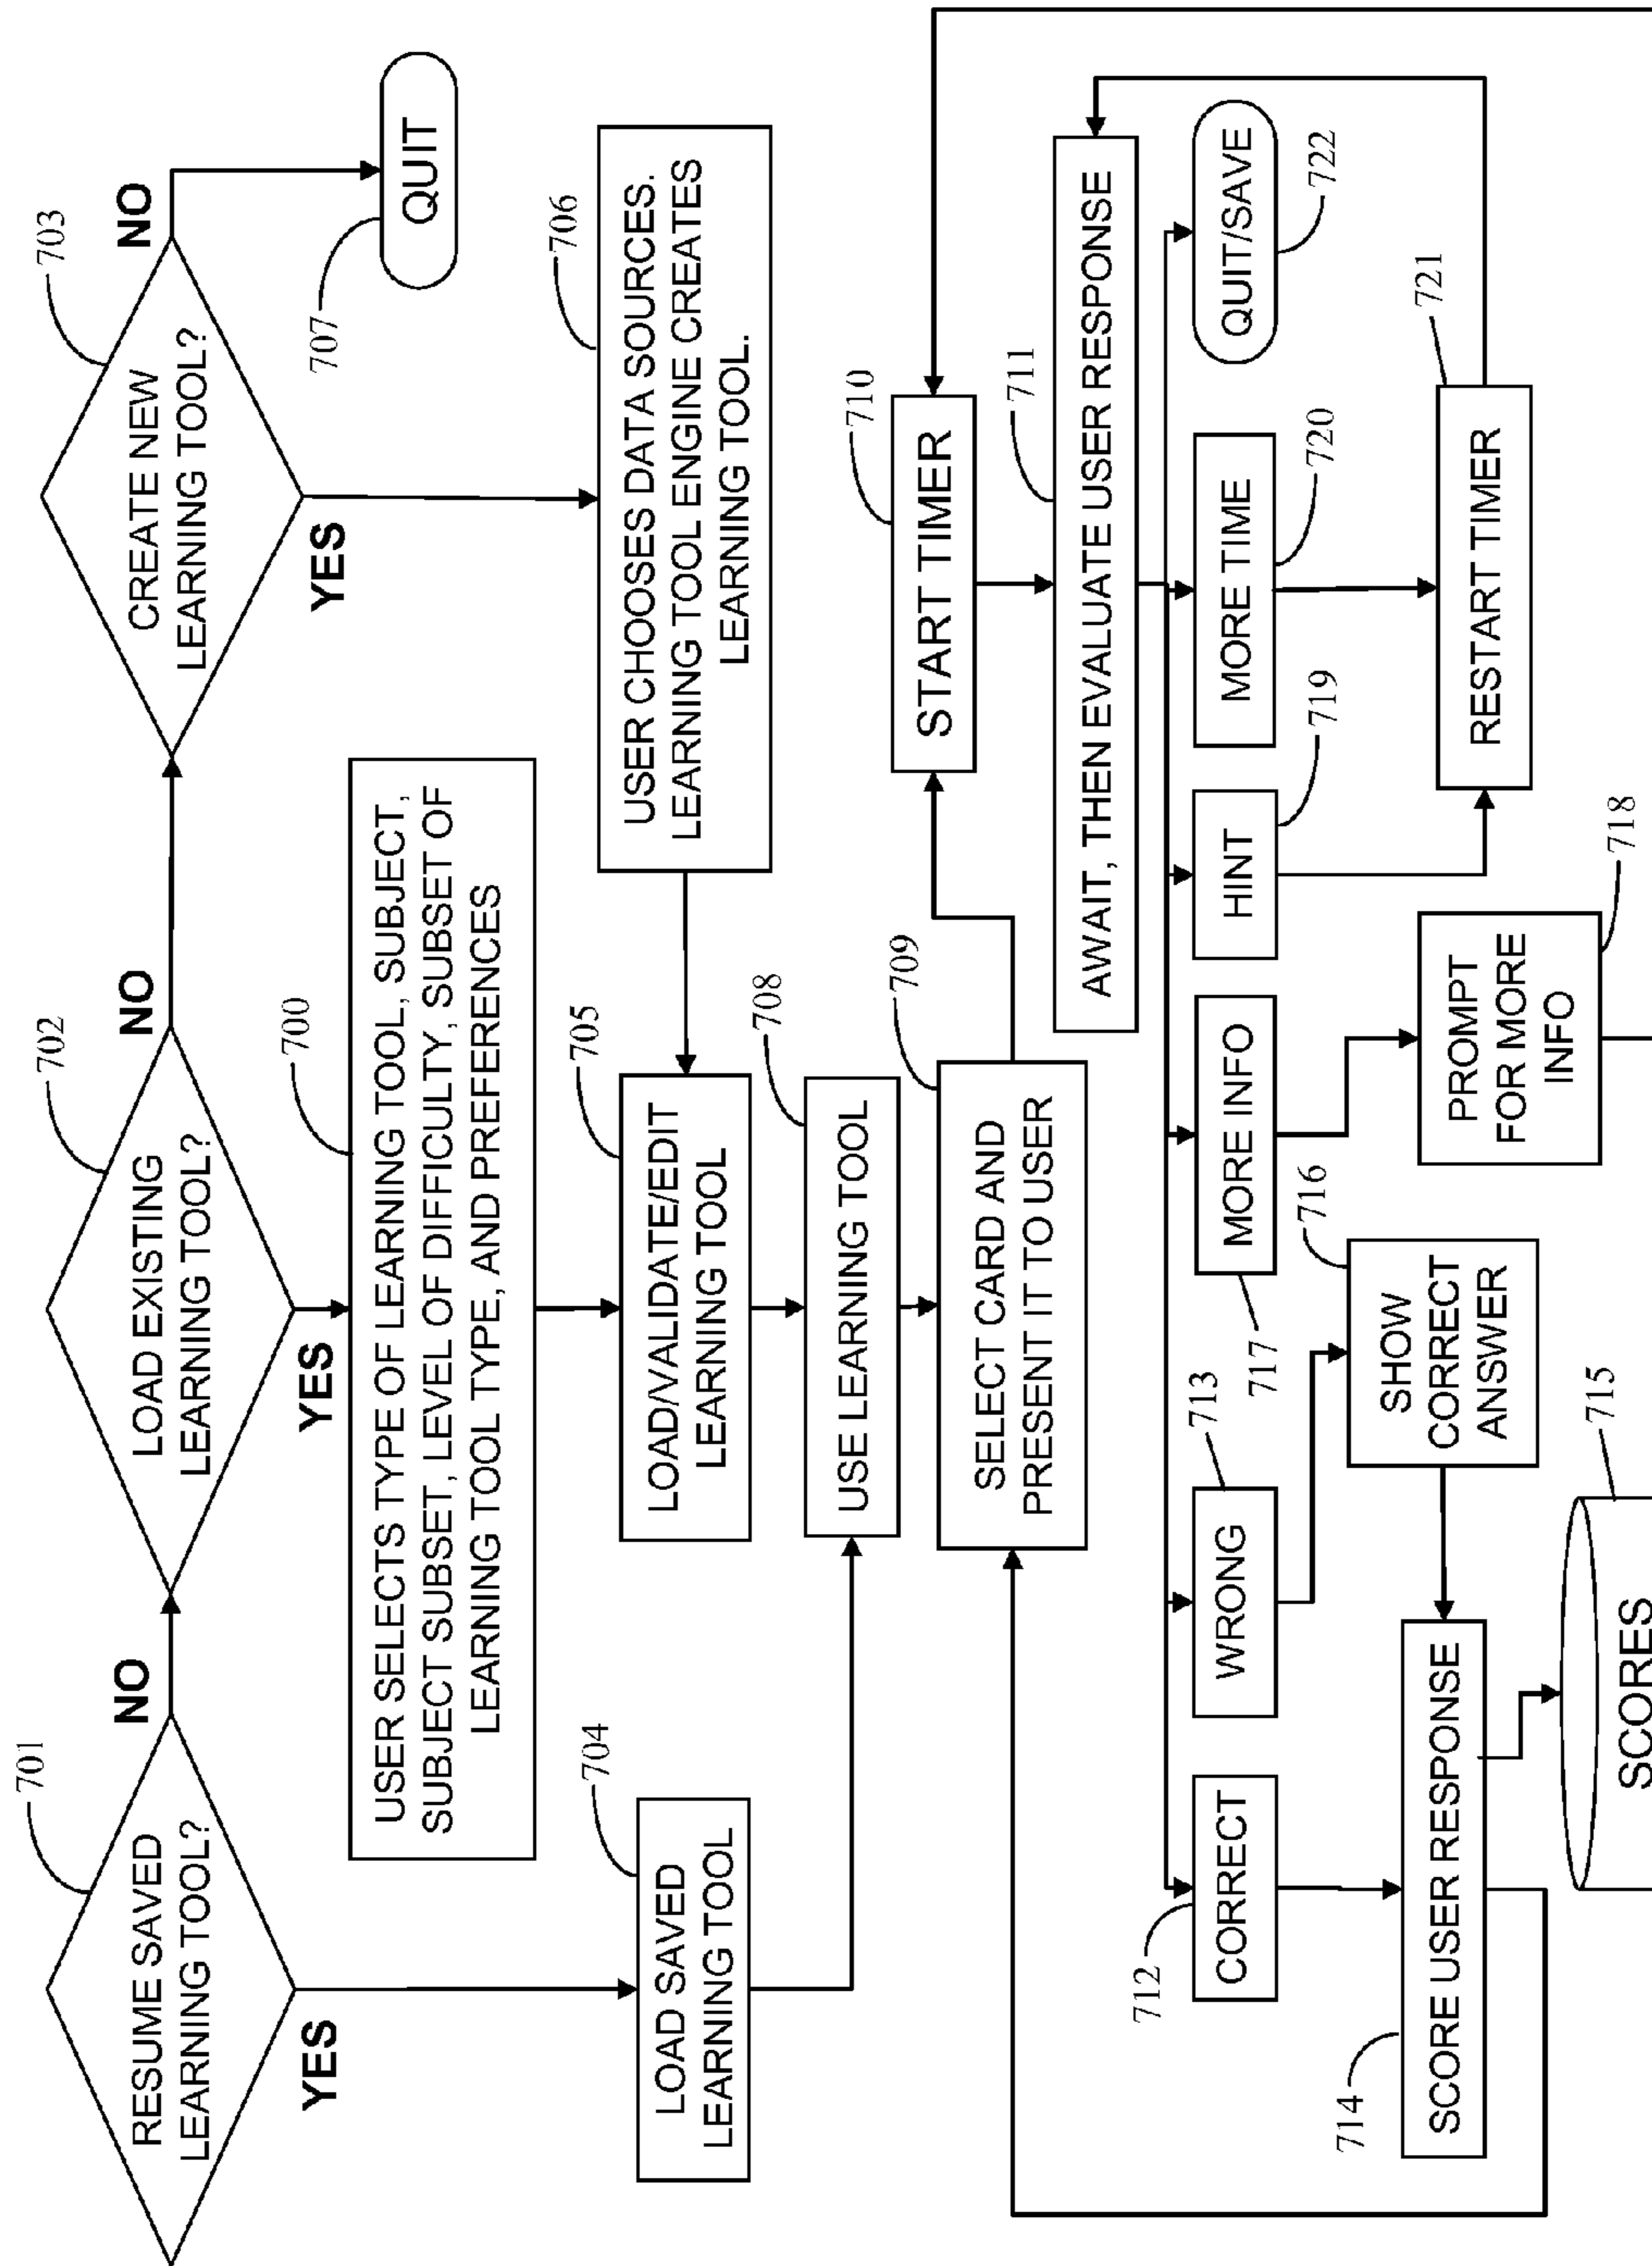 701
RESUME SAVED
LEARNING TOOL?
NO
YES
702
LOAD EXISTING
LEARNING TOOL?
NO
YES
703
CREATE NEW
LEARNING TOOL?
NO
YES
707
QUIT
700
USER SELECTS TYPE OF LEARNING TOOL, SUBJECT,
SUBJECT SUBSET, LEVEL OF DIFFICULTY, SUBSET OF
LEARNING TOOL TYPE, AND PREFERENCES
706
USER CHOOSES DATA SOURCES.
LEARNING TOOL ENGINE CREATES
LEARNING TOOL.
704
LOAD SAVED
LEARNING TOOL
705
LOAD/VALIDATE/EDIT
LEARNING TOOL
708
USE LEARNING TOOL
709
SELECT CARD AND
PRESENT IT TO USER
710
START TIMER
711
AWAIT, THEN EVALUATE USER RESPONSE
712
CORRECT
713
WRONG
717
MORE INFO
HINT
719
MORE TIME
720
QUIT/SAVE
722
714
SCORE USER RESPONSE
716
SHOW
CORRECT
ANSWER
PROMPT
FOR MORE
INFO
718
RESTART TIMER
721
715
SCORES